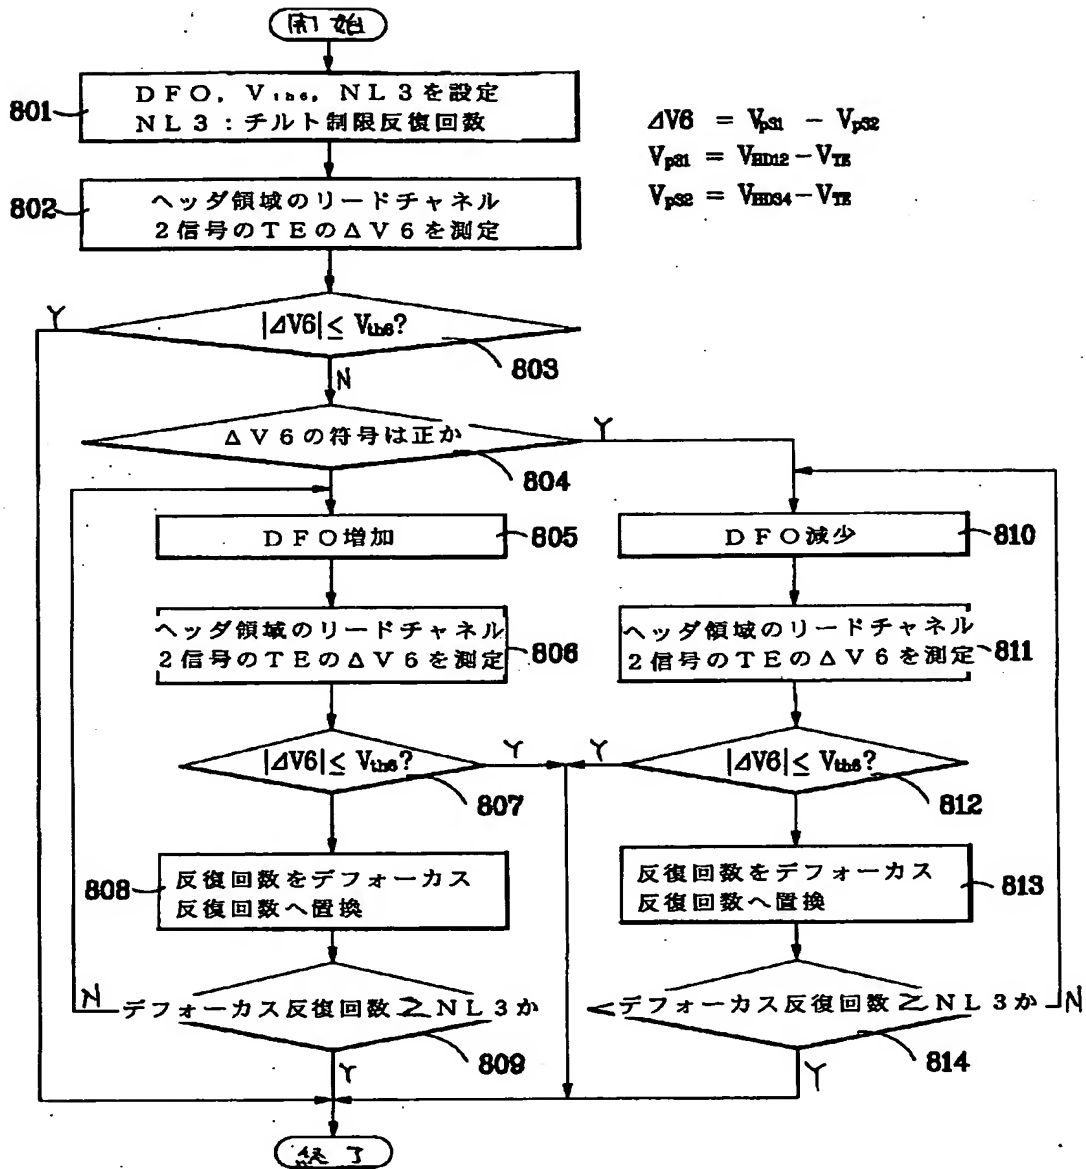 開始
801
DFO, Vth6, NL3を設定
NL3:チルト制限反復回数
ΔV6 = Vp31 - Vp32
Vp31 = VHD12-VTE
Vp32 = VHD34-VTE
802
ヘッダ領域のリードチャネル
2信号のTEのΔV6を測定
Y
|ΔV6|≤ Vth6?
803
N
ΔV6の符号は正か
Y
804
DFO増加
805
DFO減少
810
ヘッダ領域のリードチャネル
2信号のTEのΔV6を測定
806
ヘッダ領域のリードチャネル
2信号のTEのΔV6を測定
811
|ΔV6|≤ Vth6?
Y
807
Y
|ΔV6|≤ Vth6?
812
808
反復回数をデフォーカス
反復回数へ置換
反復回数をデフォーカス
反復回数へ置換
813
N
デフォーカス反復回数≧NL3か
809
Y
デフォーカス反復回数≧NL3か
N
814
Y
終了